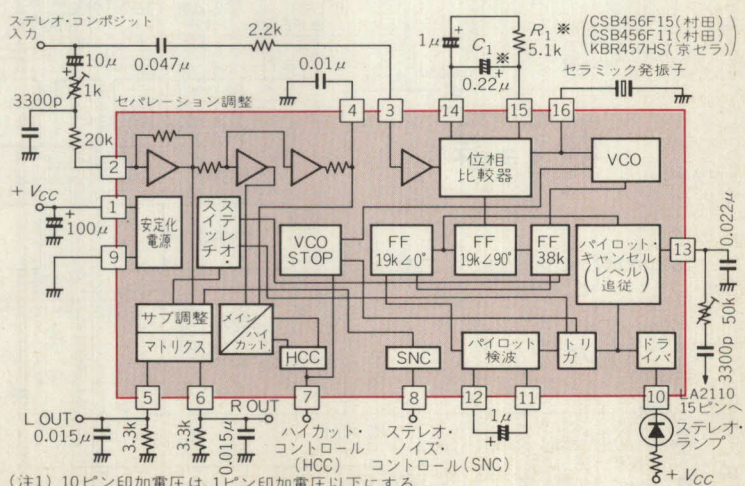 ステレオ・コンポジット
入力
10μ
0.047μ
2.2k
1k
3300p
20k
0.01μ
セパレーション調整
1μ
C₁※
0.22μ
R₁※
5.1k
CSB456F15(村田)
CSB456F11(村田)
KBR457HS(京セラ)
セラミック発振子
4
3
14
15
16
2
位相
比較器
VCO
+VCC
1
100μ
安定化
電源
ステレオ・
スイッチ
VCO
STOP
FF
19k∠0°
FF
19k∠90°
FF
38k
パイロット・
キャンセル
(レベル)
追従
13
0.022μ
50k
3300p
9
サブ調整
マトリクス
メイン
ハイ
カット
HCC
SNC
パイロット
検波
トリ
ガ
ドラ
イバ
5
6
7
8
12
11
10
LA2110
15ピンへ
L OUT
0.015μ
3.3k
R OUT
3.3k
0.015μ
ハイカット・
コントロール
(HCC)
ステレオ・
ノイズ・
コントロール(SNC)
1μ
ステレオ・
ランプ
+VCC
(注1) 10ピン印加電圧は,1ピン印加電圧以下にする